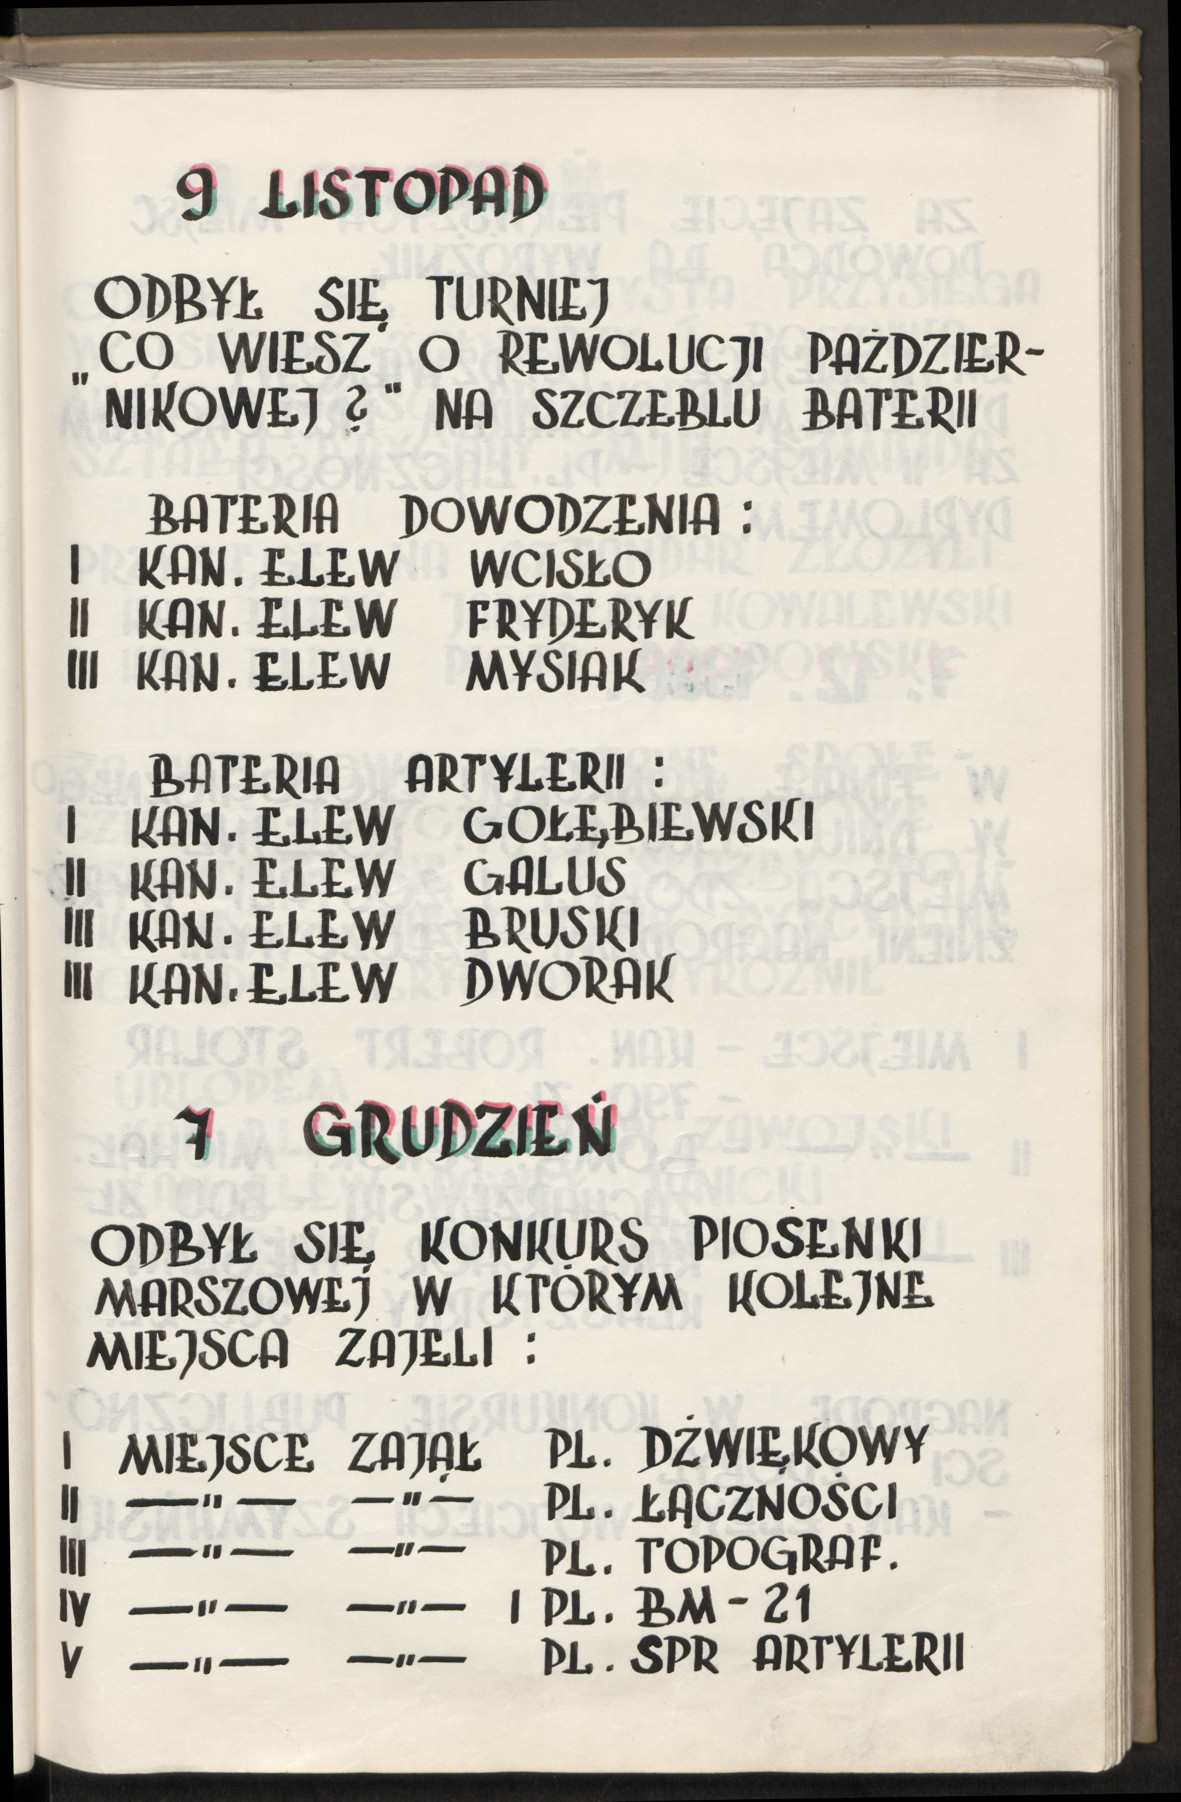 9 LISTOPAD
ODBYŁ SIĘ TURNIEJ
„CO WIESZ O REWOLUCJI PAŹDZIER-
NIKOWEJ ?" NA SZCZEBLU BATERII
BATERIA DOWODZENIA :
I KAN. ELEW WCISŁO
II KAN. ELEW FRYDERYK
III KAN. ELEW MYŚIAK
BATERIA ARTYLERII :
I KAN. ELEW GOŁĘBIEWSKI
II KAN. ELEW GALUS
III KAN. ELEW BRUSKI
III KAN. ELEW DWORAK
7 GRUDZIEŃ
ODBYŁ SIĘ KONKURS PIOSENKI
MARSZOWEJ W KTÓRYM KOLEJNE
MIEJSCA ZAJELI :
I MIEJSCE ZAJĄŁ PL. DŹWIĘKOWY
II —"— —"— PL. ŁĄCZNOŚCI
III —"— —"— PL. TOPOGRAF.
IV —"— —"— I PL. BM-21
V —"— —"— PL. SPR ARTYLERII